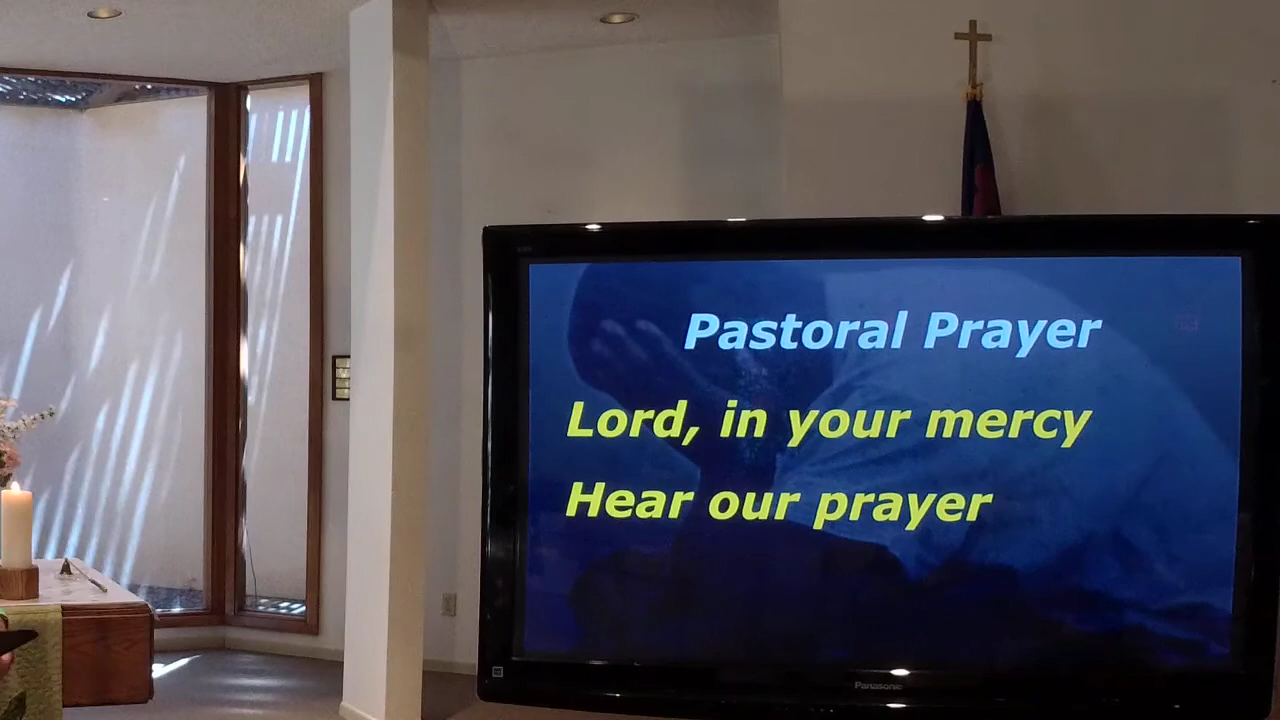 Pastoral Prayer
Lord, in your mercy
Hear our prayer
Panasonic